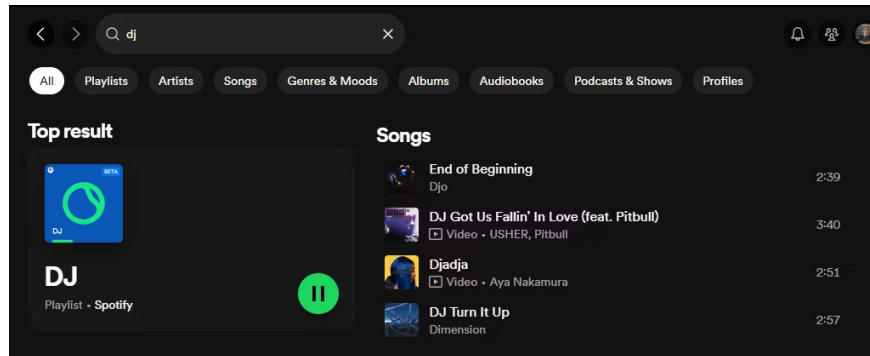 dj
All
Playlists
Artists
Songs
Genres & Moods
Albums
Audiobooks
Podcasts & Shows
Profiles
Top result
BETA
DJ
DJ
Playlist • Spotify
Songs
End of Beginning
Djo
2:39
DJ Got Us Fallin' In Love (feat. Pitbull)
Video • USHER, Pitbull
3:40
Djadja
Video • Aya Nakamura
2:51
DJ Turn It Up
Dimension
2:57